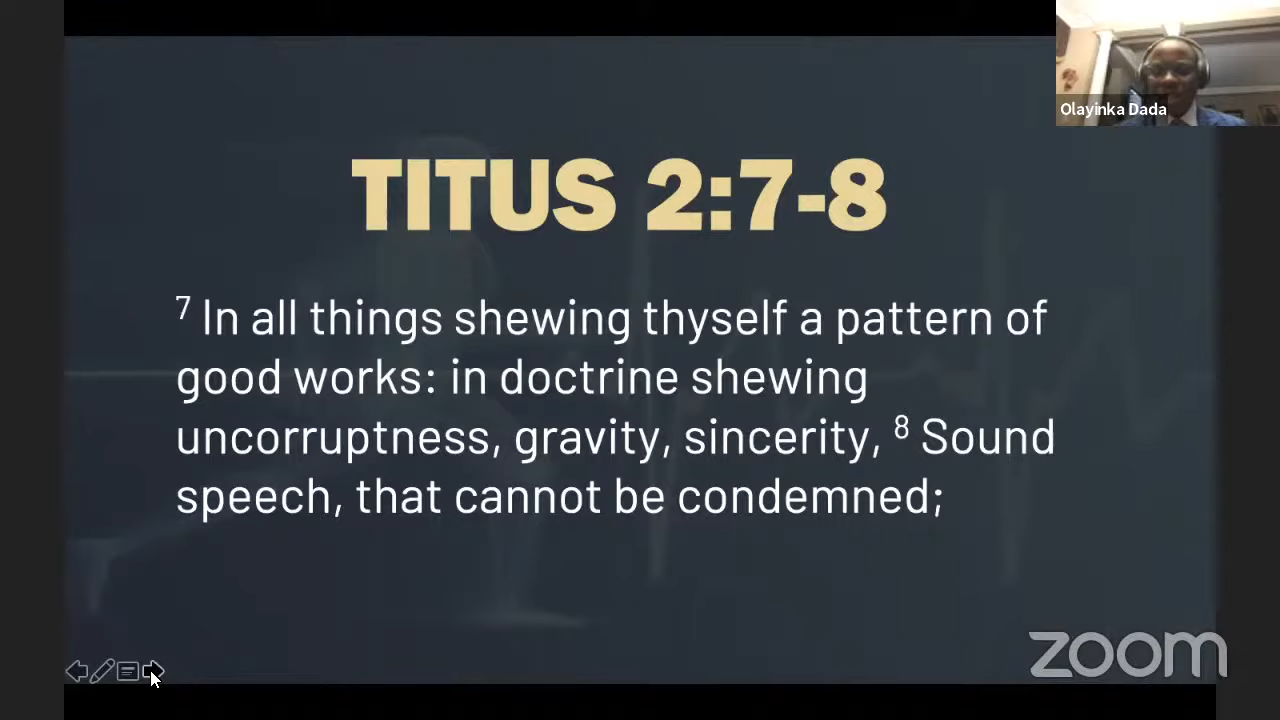 Olayinka Dada
TITUS 2:7-8
7 In all things shewing thyself a pattern of
good works: in doctrine shewing
uncorruptness, gravity, sincerity, 8 Sound
speech, that cannot be condemned;
zoom